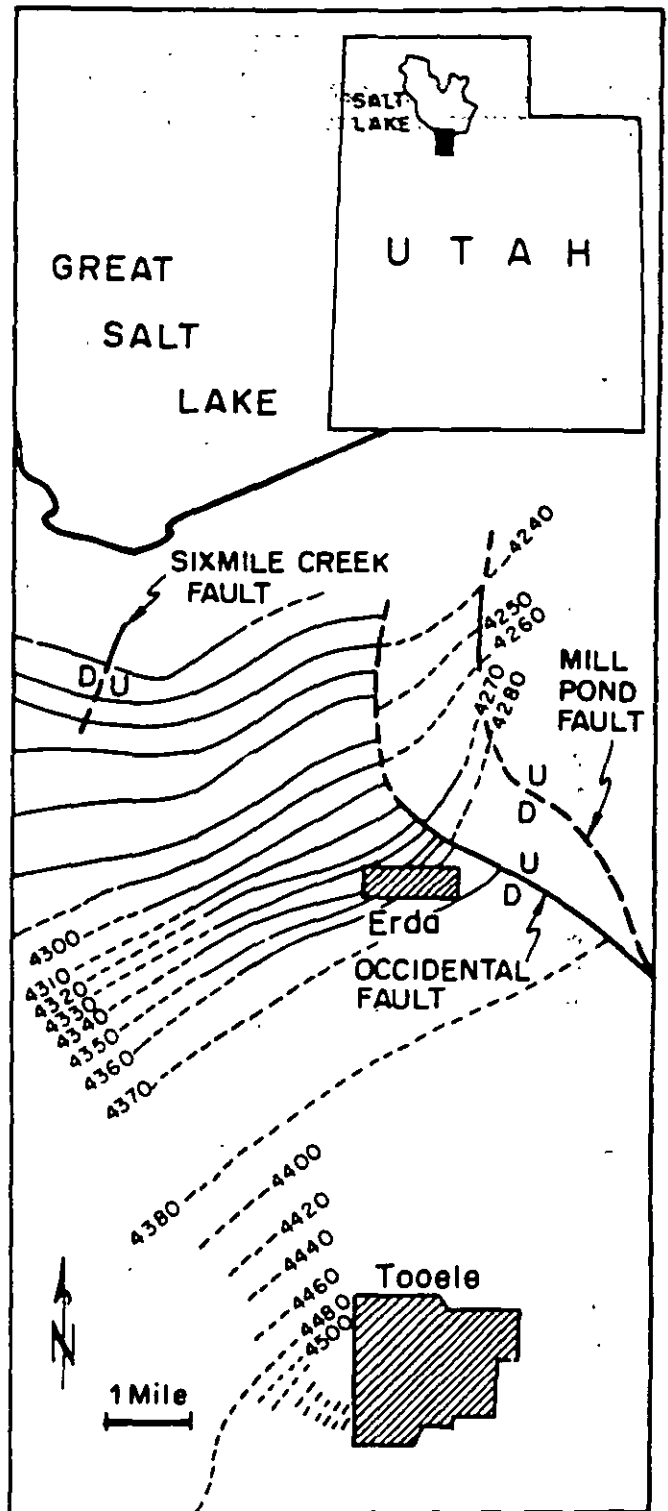 SALT
LAKE
U T A H
GREAT
SALT
LAKE
SIXMILE CREEK
FAULT
D U
4240
4250
4260
4270
4280
MILL
POND
FAULT
U
D
U
D
Erda
OCCIDENTAL
FAULT
4300
4310
4320
4330
4340
4350
4360
4370
4380
4400
4420
4440
4460
4480
4500
Tooele
N
1 Mile